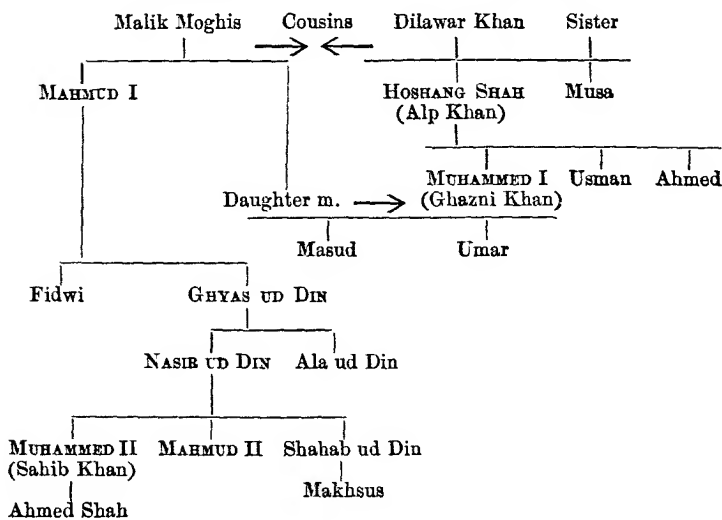 Malik Moghis Cousins Dilawar Khan Sister
MAHMUD I HOSHANG SHAH Musa
(Alp Khan)
MUHAMMED I Usman Ahmed
Daughter m. (Ghazni Khan)
Masud Umar
Fidwi GHYAS UD DIN
NASIR UD DIN Ala ud Din
MUHAMMED II MAHMUD II Shahab ud Din
(Sahib Khan) Makhsus
Ahmed Shah